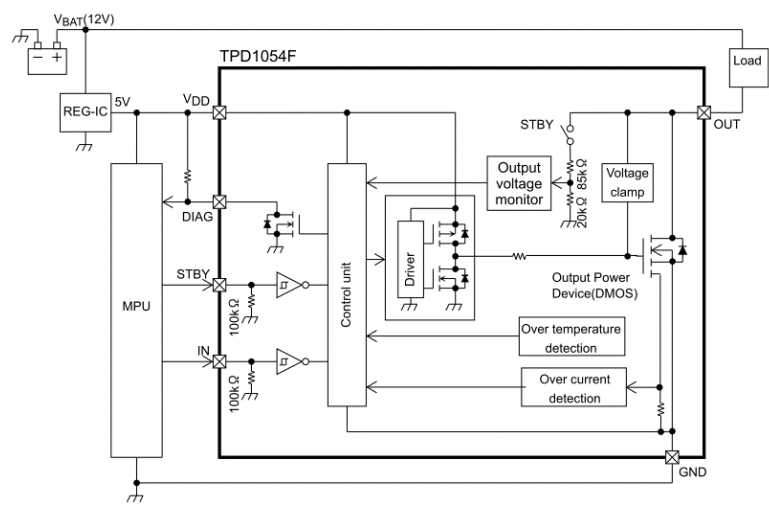 VBAT(12V)
TPD1054F
Load
REG-IC
5V
VDD
OUT
STBY
Output
voltage
monitor
85kΩ
20kΩ
Voltage
clamp
DIAG
MPU
STBY
100kΩ
Control unit
Driver
Output Power
Device(DMOS)
IN
100kΩ
Over temperature
detection
Over current
detection
GND